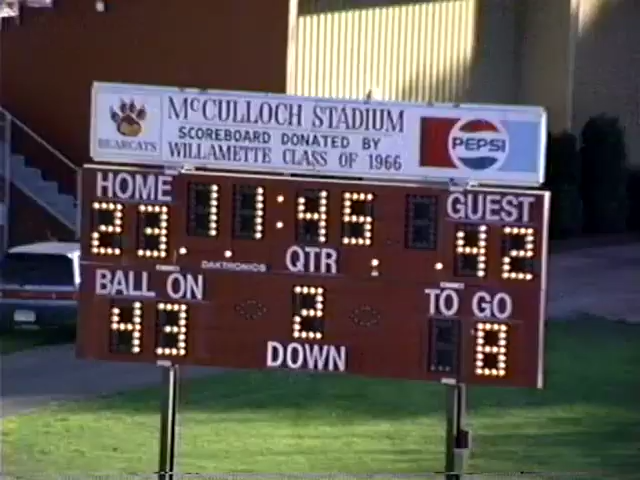 McCULLOCH STADIUM
BEARCATS
SCOREBOARD DONATED BY
WILLAMETTE CLASS OF 1966
PEPSI
HOME
11:45
GUEST
23
42
DAKTRONICS
QTR
BALL ON
TO GO
43
2
8
DOWN